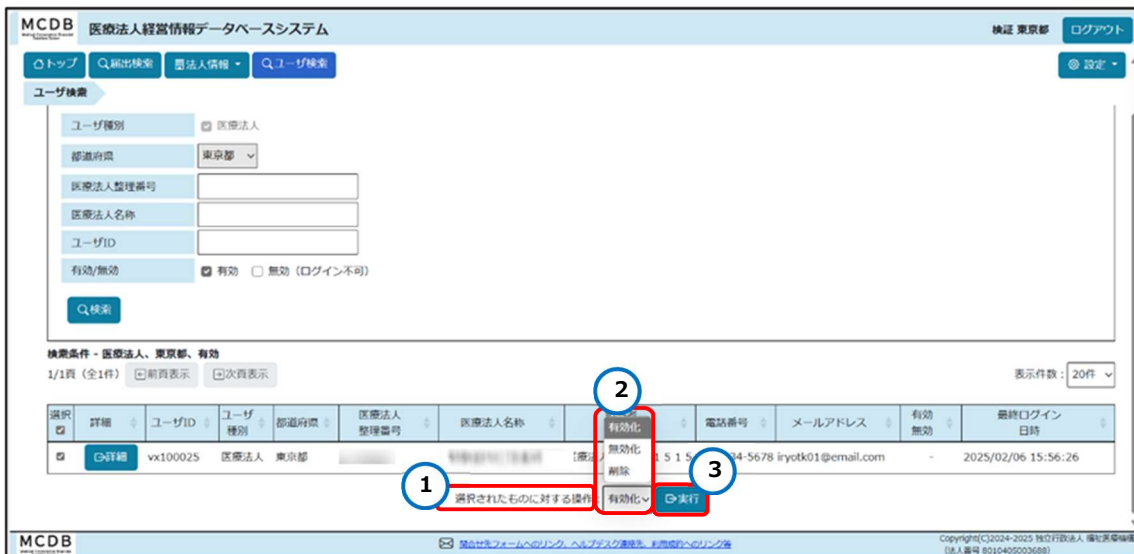 MCDB 医療法人経営情報データベースシステム 検証 東京都 ログアウト
トップ 届出検索 法人情報 ユーザ検索 設定
ユーザ検索
ユーザ種別 医療法人
都道府県 東京都
医療法人整理番号
医療法人名称
ユーザID
有効/無効 有効 無効（ログイン不可）
検索
検索条件 - 医療法人、東京都、有効
1/1頁（全1件） 前頁表示 次頁表示 表示件数： 20件
2
選択 詳細 ユーザID ユーザ種別 都道府県 医療法人整理番号 医療法人名称 電話番号 メールアドレス 有効無効 最終ログイン日時
有効化
無効化
削除
詳細 vx100025 医療法人 東京都 1515 34-5678 iryotk01@email.com - 2025/02/06 15:56:26
1
3
選択されたものに対する操作： 有効化 実行
MCDB 問合せ先フォームへのリンク、ヘルプデスク連絡先、利用規約へのリンク等 Copyright(C)2024-2025 独立行政法人 福祉医療機構
(法人番号 8010405003688)